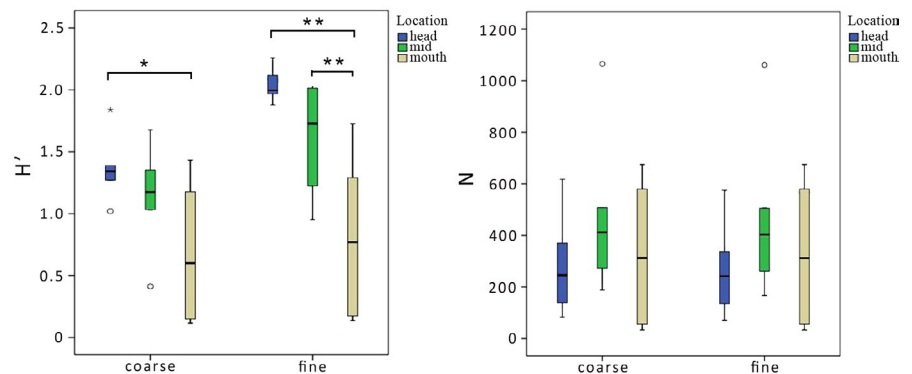 Location
head
mid
mouth
2.5
2.0
1.5
1.0
0.5
0
H′
*
**
**
coarse
fine
Location
head
mid
mouth
1200
1000
800
600
400
200
0
N
coarse
fine